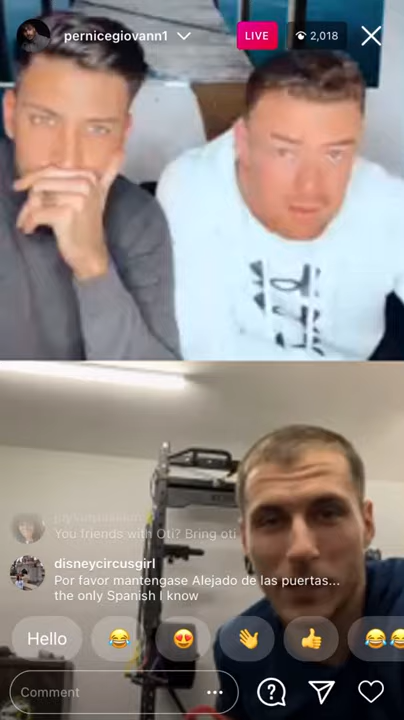 pernicegiovann1
LIVE
2,018
You friends with Oti? Bring oti
disneycircusgirl
Por favor mantengase Alejado de las puertas...
the only Spanish I know
Hello
Comment